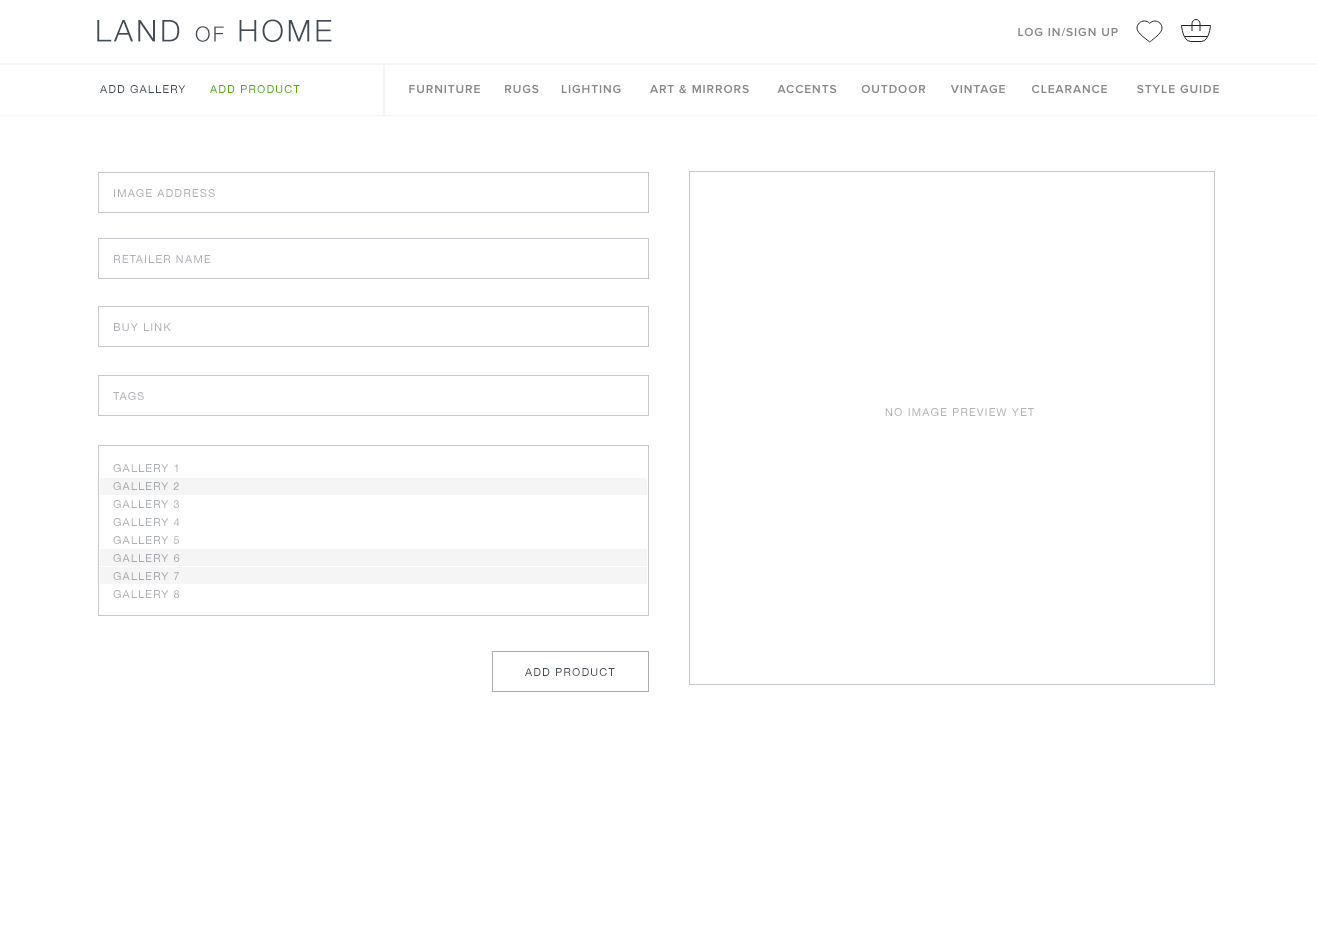 LAND OF HOME
LOG IN/SIGN UP
ADD GALLERY ADD PRODUCT FURNITURE RUGS LIGHTING ART & MIRRORS ACCENTS OUTDOOR VINTAGE CLEARANCE STYLE GUIDE
IMAGE ADDRESS
RETAILER NAME
BUY LINK
TAGS
GALLERY 1
GALLERY 2
GALLERY 3
GALLERY 4
GALLERY 5
GALLERY 6
GALLERY 7
GALLERY 8
ADD PRODUCT
NO IMAGE PREVIEW YET